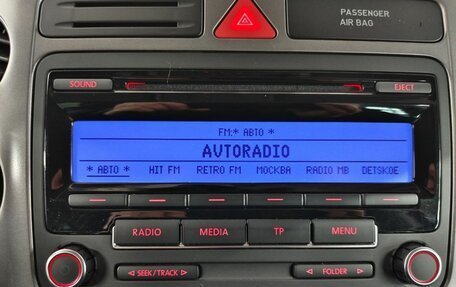 PASSENGER
AIR BAG
SOUND
EJECT
FM:* АВТО *
AVTORADIO
* АВТО * HIT FM RETRO FM МОСКВА RADIO MB DETSKOE
RADIO MEDIA TP MENU
SEEK/TRACK FOLDER